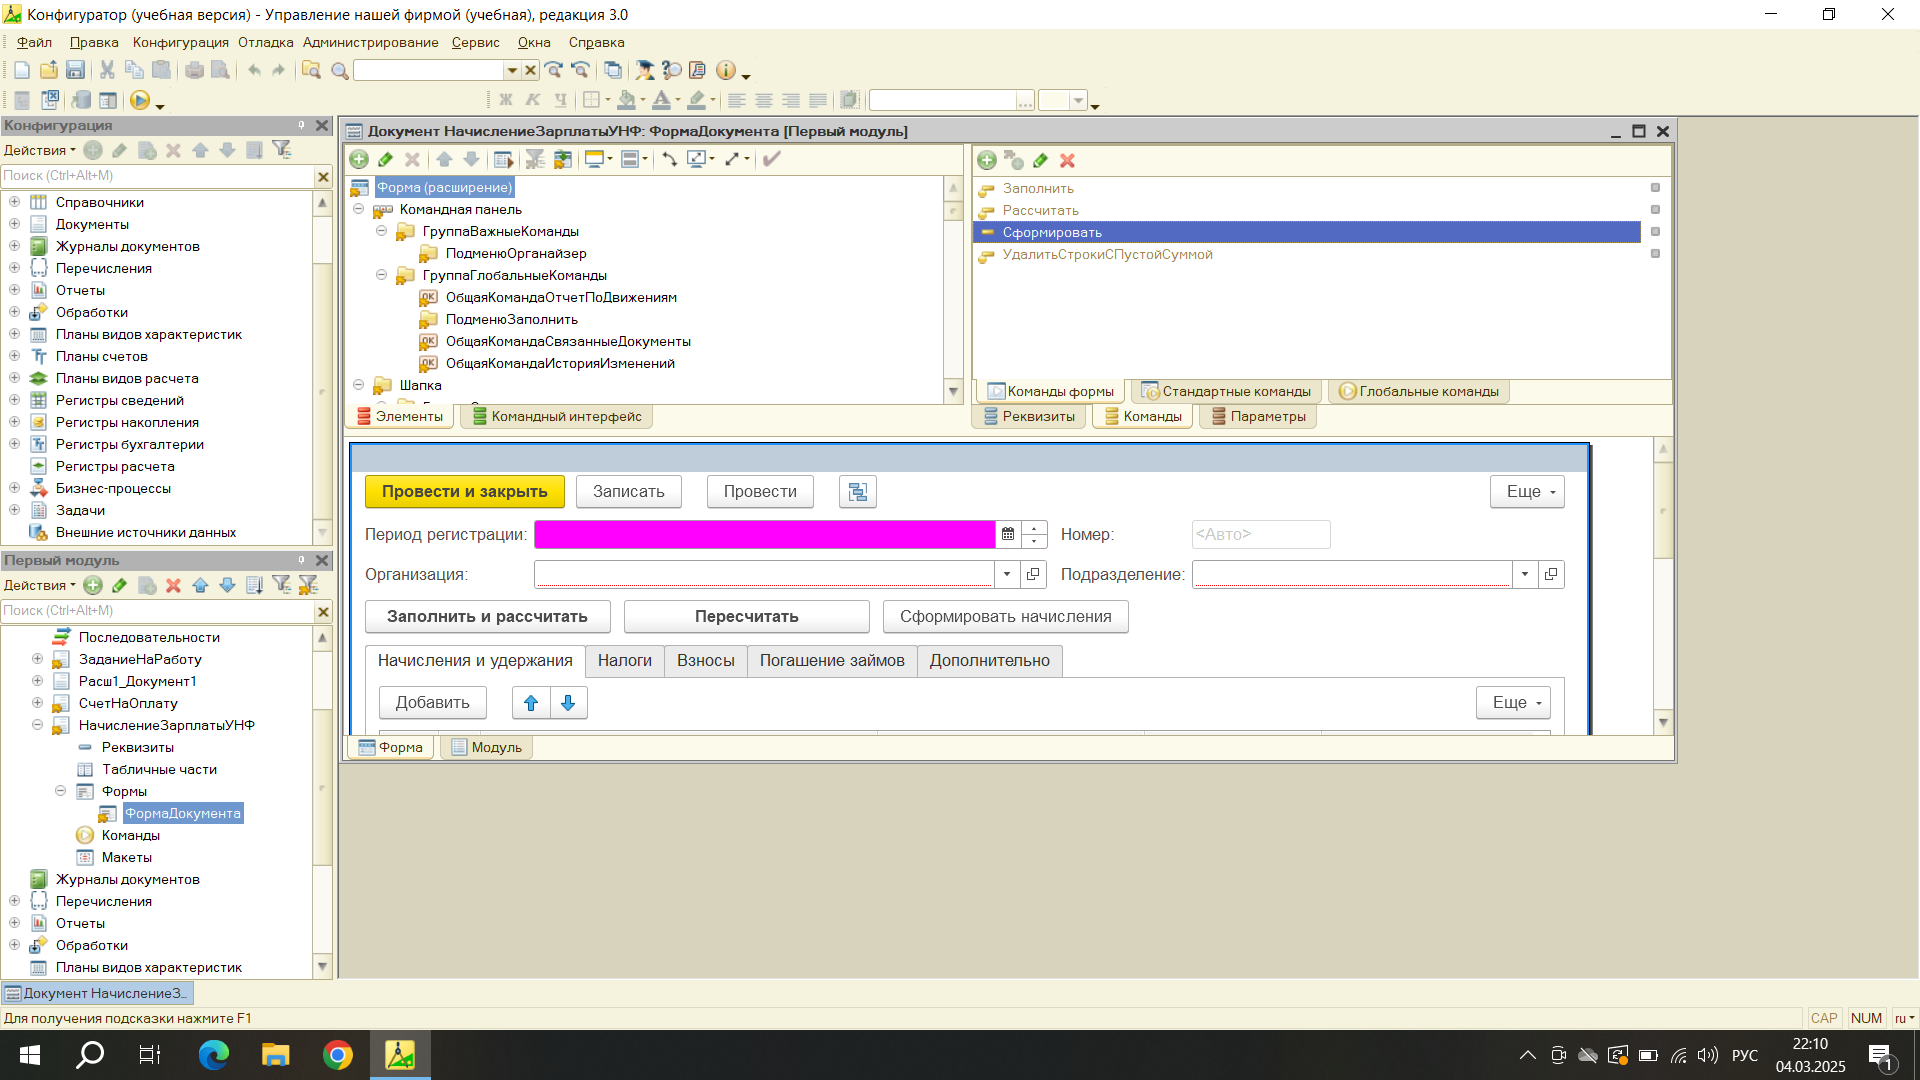 Конфигуратор (учебная версия) - Управление нашей фирмой (учебная), редакция 3.0
Файл Правка Конфигурация Отладка Администрирование Сервис Окна Справка
Ж К Ч
Конфигурация
Действия
Поиск (Ctrl+Alt+M)
Справочники
Документы
Журналы документов
Перечисления
Отчеты
Обработки
Планы видов характеристик
Планы счетов
Планы видов расчета
Регистры сведений
Регистры накопления
Регистры бухгалтерии
Регистры расчета
Бизнес-процессы
Задачи
Внешние источники данных
Первый модуль
Действия
Поиск (Ctrl+Alt+M)
Последовательности
ЗаданиеНаРаботу
Расш1_Документ1
СчетНаОплату
НачислениеЗарплатыУНФ
Реквизиты
Табличные части
Формы
ФормаДокумента
Команды
Макеты
Журналы документов
Перечисления
Отчеты
Обработки
Планы видов характеристик
Документ НачислениеЗарплатыУНФ: ФормаДокумента [Первый модуль]
Форма (расширение)
Командная панель
ГруппаВажныеКоманды
ПодменюОрганайзер
ГруппаГлобальныеКоманды
ОбщаяКомандаОтчетПоДвижениям
ПодменюЗаполнить
ОбщаяКомандаСвязанныеДокументы
ОбщаяКомандаИсторияИзменений
Шапка
Элементы Командный интерфейс
Заполнить
Рассчитать
Сформировать
УдалитьСтрокиСПустойСуммой
Команды формы Стандартные команды Глобальные команды
Реквизиты Команды Параметры
Провести и закрыть Записать Провести Еще
Период регистрации: Номер: <Авто>
Организация: Подразделение:
Заполнить и рассчитать Пересчитать Сформировать начисления
Начисления и удержания Налоги Взносы Погашение займов Дополнительно
Добавить Еще
Форма Модуль
Документ НачислениеЗ...
Для получения подсказки нажмите F1
CAP NUM ru
РУС
22:10
04.03.2025
1